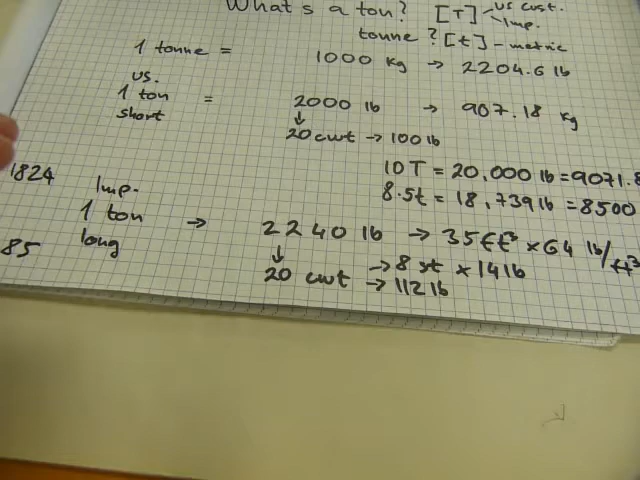 What's a ton? [T] US cust.
Imp.
tonne? [t] - metric
1 tonne = 1000 kg → 2204.6 lb
US.
1 ton = 2000 lb → 907.18 kg
short ↓
20 cwt → 100 lb
10T = 20,000 lb = 9071.8
8.5t = 18,739 lb = 8500
1824
Imp.
1 ton → 2240 lb → 35 ft³ × 64 lb/ft³
long ↓
85
20 cwt → 8 st × 14 lb
→ 112 lb